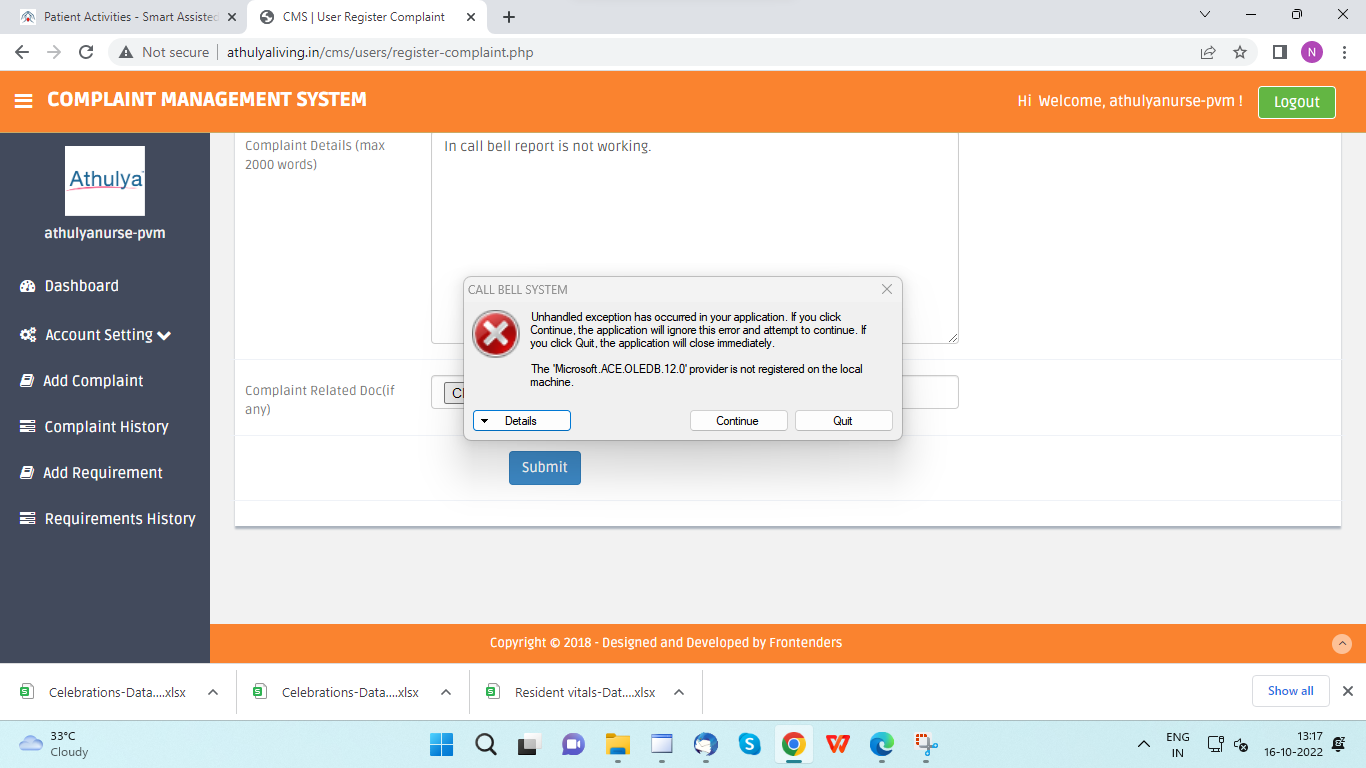 Patient Activities - Smart Assisted
CMS | User Register Complaint
Not secure
athulyaliving.in/cms/users/register-complaint.php
N
COMPLAINT MANAGEMENT SYSTEM
Hi Welcome, athulyanurse-pvm !
Logout
Athulya
athulyanurse-pvm
Dashboard
Account Setting
Add Complaint
Complaint History
Add Requirement
Requirements History
Complaint Details (max
2000 words)
In call bell report is not working.
CALL BELL SYSTEM
Unhandled exception has occurred in your application. If you click
Continue, the application will ignore this error and attempt to continue. If
you click Quit, the application will close immediately.
The 'Microsoft.ACE.OLEDB.12.0' provider is not registered on the local
machine.
Details
Continue
Quit
Complaint Related Doc(if
any)
Submit
Copyright © 2018 - Designed and Developed by Frontenders
Celebrations-Data....xlsx
Celebrations-Data....xlsx
Resident vitals-Dat....xlsx
Show all
33°C
Cloudy
ENG
IN
13:17
16-10-2022